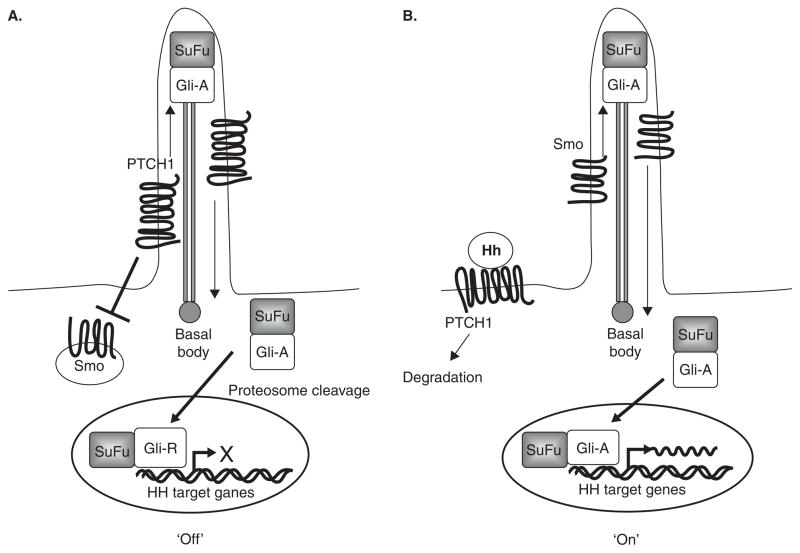 A.
SuFu
Gli-A
PTCH1
Smo
Basal
body
SuFu
Gli-A
Proteosome cleavage
SuFu
Gli-R
X
HH target ganes
'Off'
B.
SuFu
Gli-A
Smo
Hh
PTCH1
Degradation
Basal
body
SuFu
Gli-A
SuFu
Gli-A
HH target genes
'On'